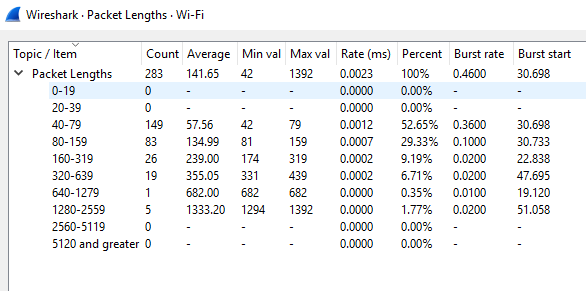 Wireshark · Packet Lengths · Wi-Fi
Topic / Item Count Average Min val Max val Rate (ms) Percent Burst rate Burst start
Packet Lengths 283 141.65 42 1392 0.0023 100% 0.4600 30.698
0-19 0 - - - 0.0000 0.00% - -
20-39 0 - - - 0.0000 0.00% - -
40-79 149 57.56 42 79 0.0012 52.65% 0.3600 30.698
80-159 83 134.99 81 159 0.0007 29.33% 0.1000 30.733
160-319 26 239.00 174 319 0.0002 9.19% 0.0200 22.838
320-639 19 355.05 331 439 0.0002 6.71% 0.0200 47.695
640-1279 1 682.00 682 682 0.0000 0.35% 0.0100 19.120
1280-2559 5 1333.20 1294 1392 0.0000 1.77% 0.0200 51.058
2560-5119 0 - - - 0.0000 0.00% - -
5120 and greater 0 - - - 0.0000 0.00% - -